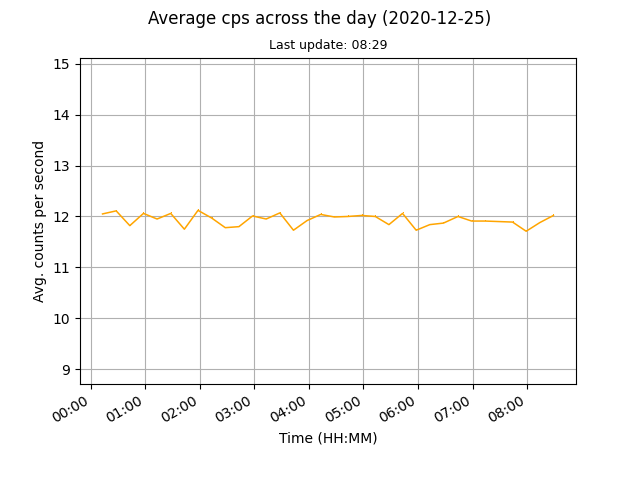 Average cps across the day (2020-12-25)
Last update: 08:29
15
14
13
12
11
10
9
Avg. counts per second
00:00 01:00 02:00 03:00 04:00 05:00 06:00 07:00 08:00
Time (HH:MM)